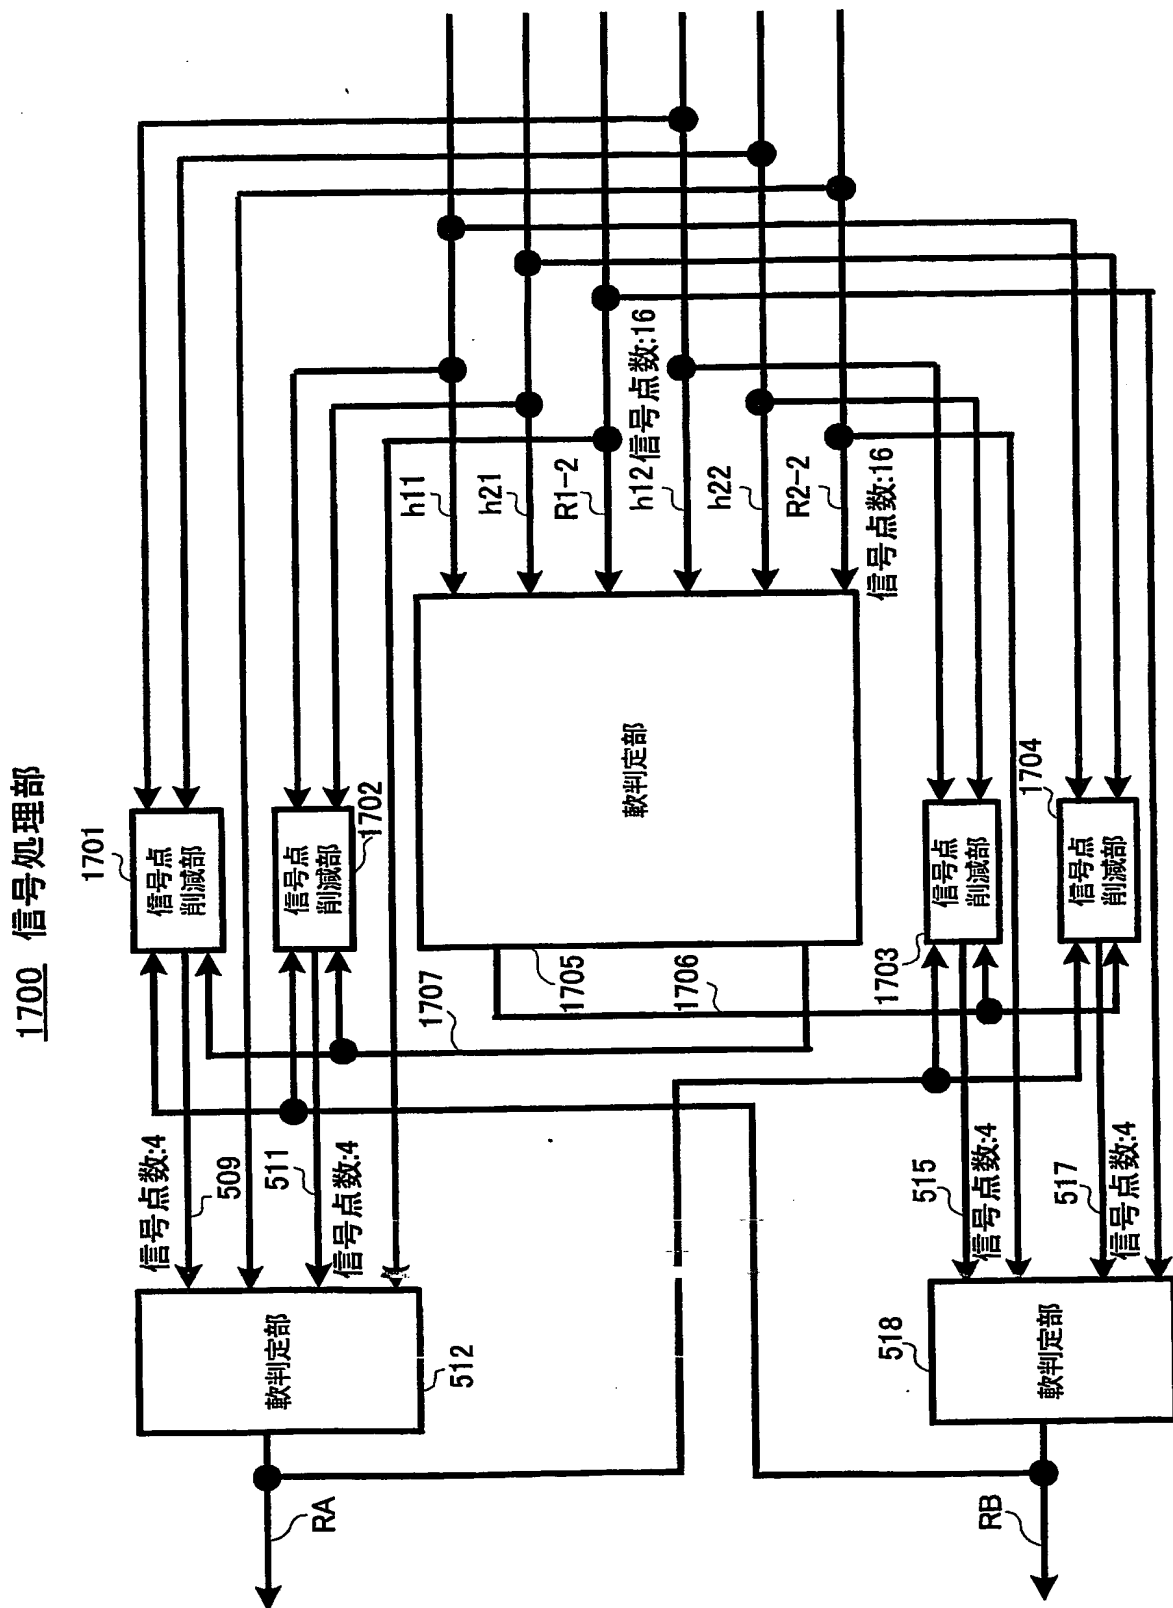 1700 信号処理部
1701
信号点
削減部
1702
信号点
削減部
1703
信号点
削減部
1704
信号点
削減部
軟判定部
1705
1706
1707
h11
h21
R1-2
信号点数:16
h12
h22
R2-2
信号点数:16
信号点数:4
509
511
信号点数:4
515
信号点数:4
517
信号点数:4
軟判定部
512
軟判定部
518
RA
RB